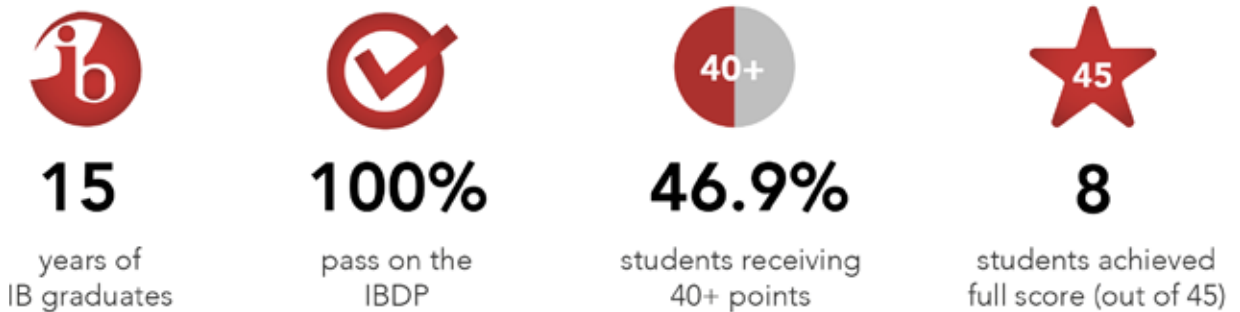 ib
15
years of
IB graduates
100%
pass on the
IBDP
40+
46.9%
students receiving
40+ points
45
8
students achieved
full score (out of 45)